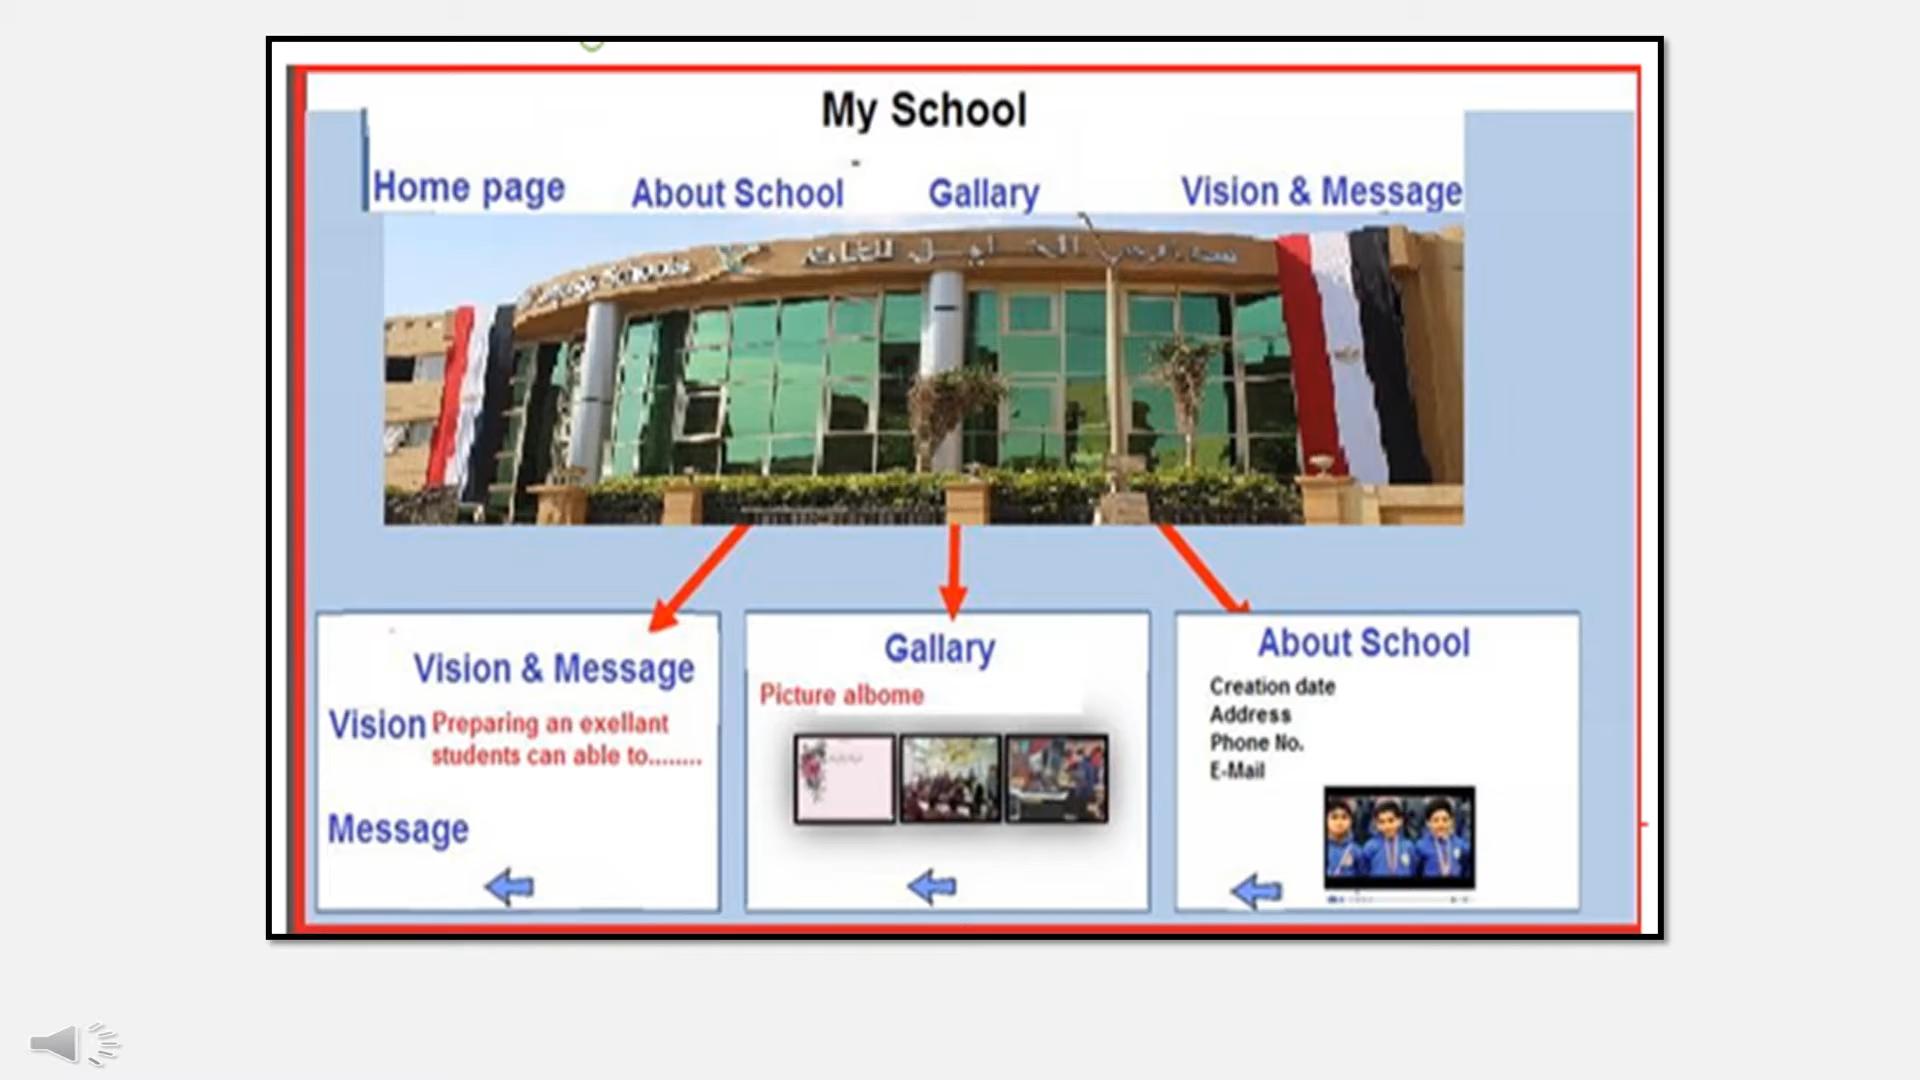 My School
Home page
About School
Gallary
Vision & Message
Schools
Vision & Message
Vision
Preparing an exellant
students can able to........
Message
Gallary
Picture albome
About School
Creation date
Address
Phone No.
E-Mail